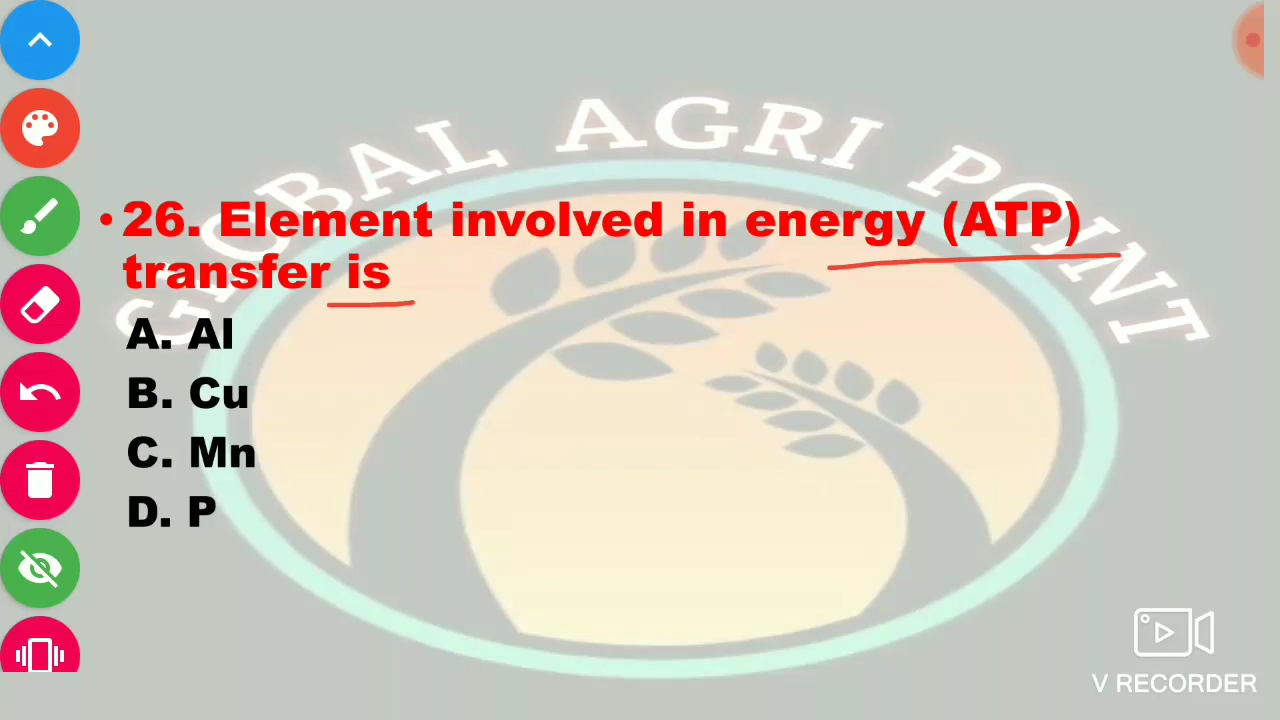 GLOBAL AGRI POINT
• 26. Element involved in energy (ATP)
transfer is
A. Al
B. Cu
C. Mn
D. P
V RECORDER